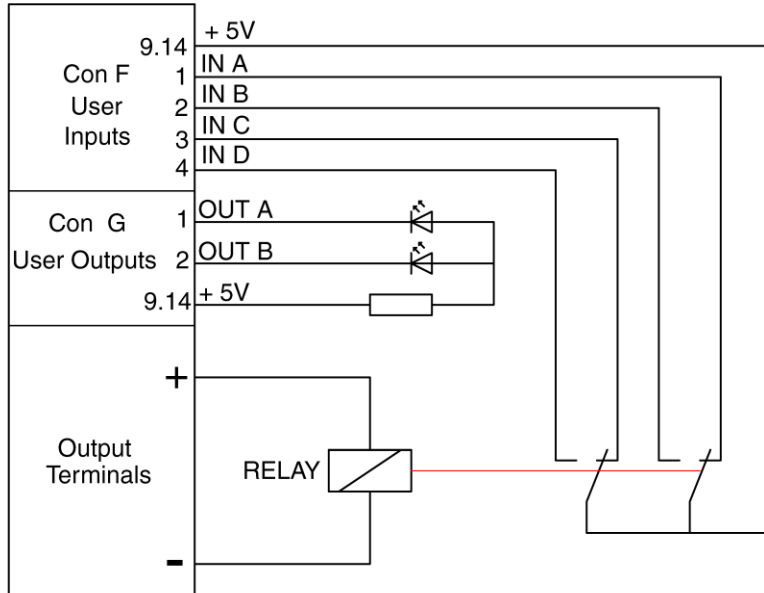 + 5V
9.14
Con F
User
Inputs
1
IN A
2
IN B
3
IN C
4
IN D
Con G
User Outputs
1
OUT A
2
OUT B
9.14
+ 5V
+
Output
Terminals
RELAY
-